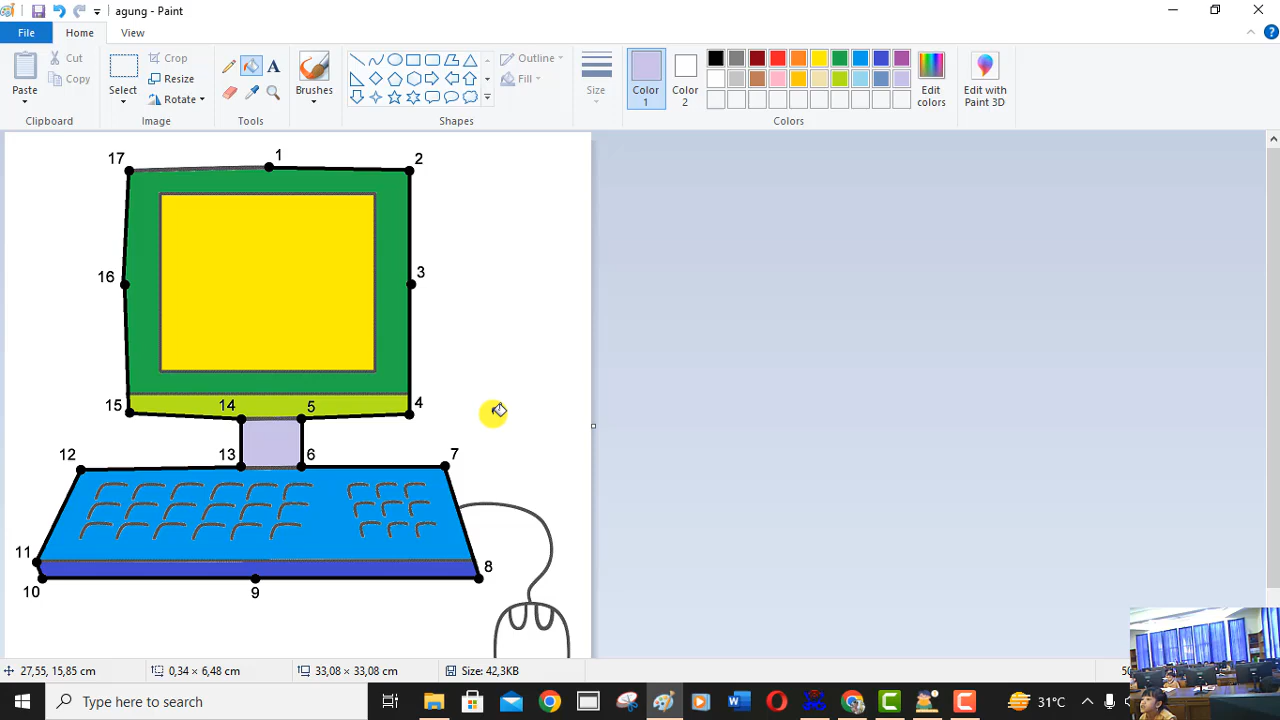 agung - Paint
File Home View
Paste
Cut
Copy
Clipboard
Select
Crop
Resize
Rotate
Image
Tools
Brushes
Shapes
Outline
Fill
Size
Color 1
Color 2
Edit colors
Colors
Edit with Paint 3D
17 1 2
16 3
15 14 5 4
12 13 6 7
11 8
10 9
27,55, 15,85 cm 0,34 × 6,48 cm 33,08 × 33,08 cm Size: 42,3KB
Type here to search 31°C